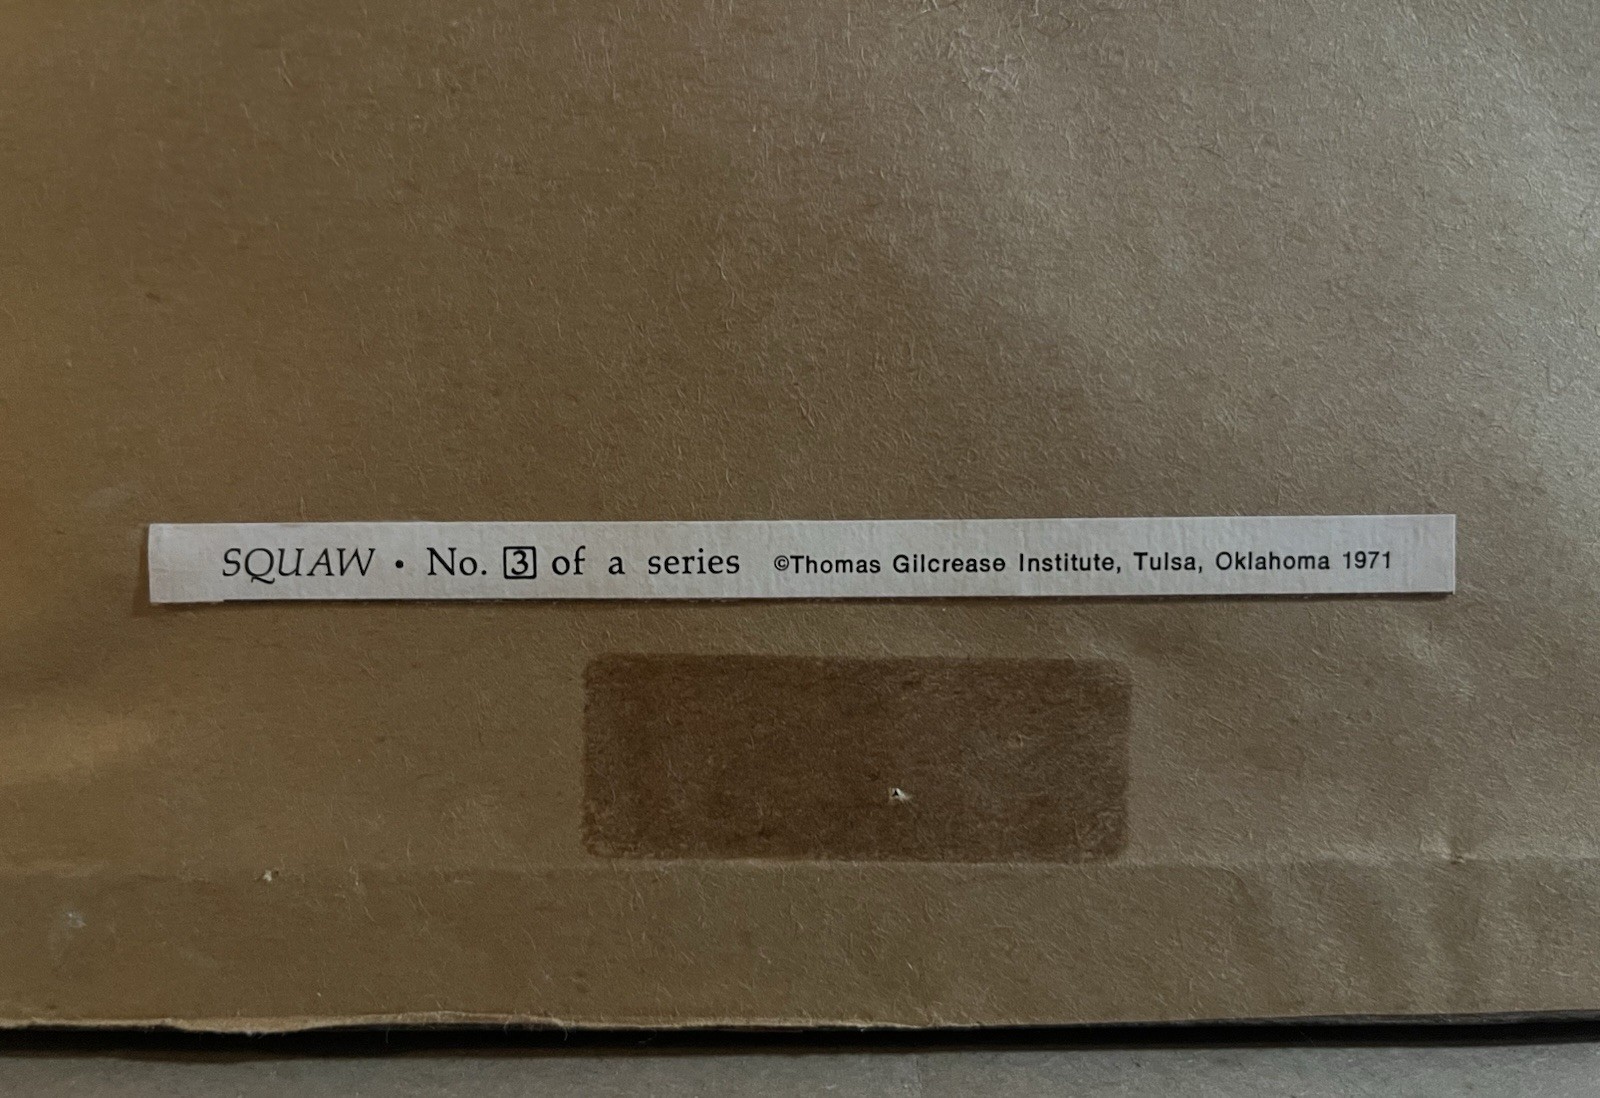 SQUAW • No. 3 of a series ©Thomas Gilcrease Institute, Tulsa, Oklahoma 1971